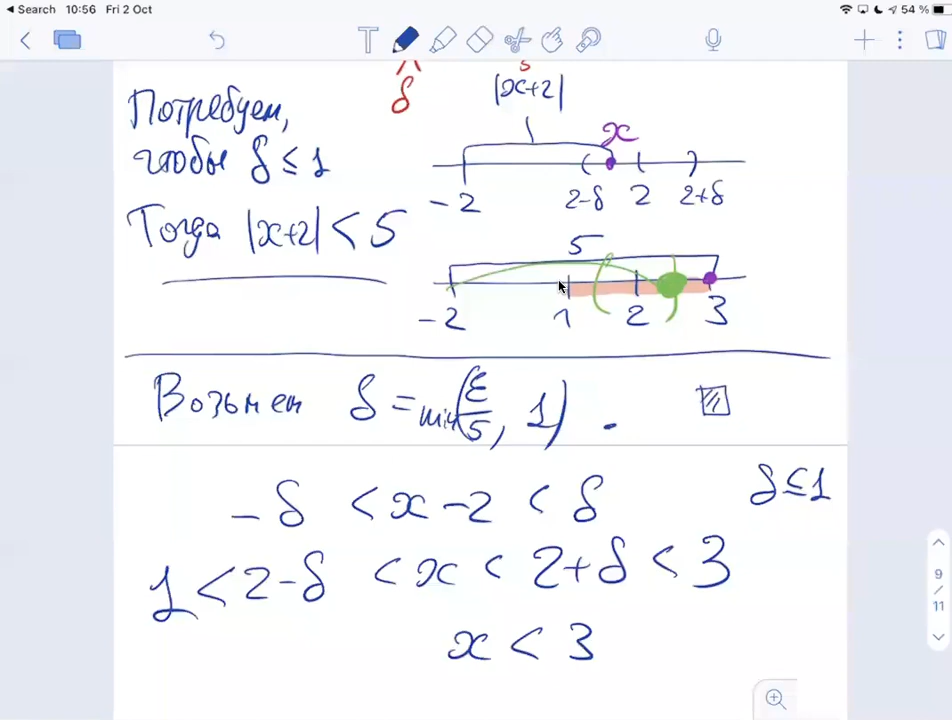 Search 10:56 Fri 2 Oct 54 %
δ
|x+2|
Потребуем,
чтобы δ ≤ 1
x
-2 2-δ 2 2+δ
Тогда |x+2| < 5
5
-2 1 2 3
Возьмем δ = min(ε/5, 1).
-δ < x - 2 < δ
δ ≤ 1
1 < 2-δ < x < 2+δ < 3
x < 3
9
/
11